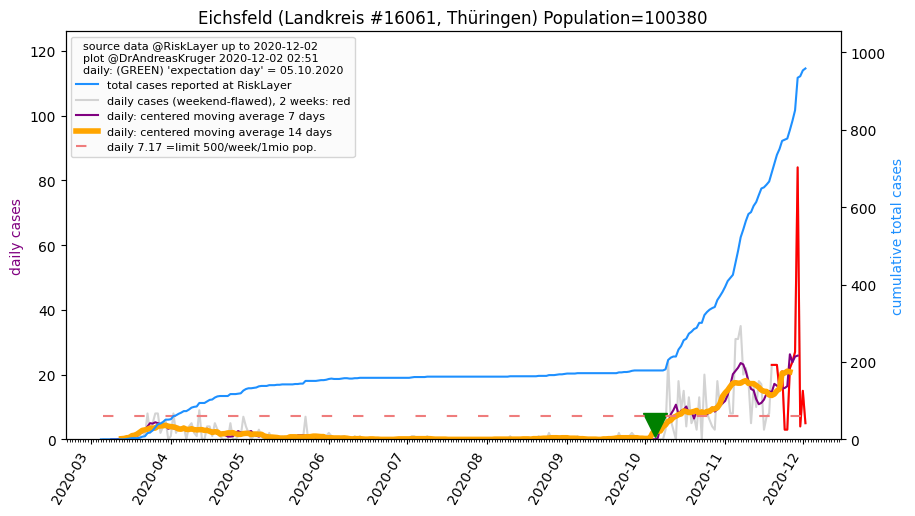 Eichsfeld (Landkreis #16061, Thüringen) Population=100380
source data @RiskLayer up to 2020-12-02
plot @DrAndreasKruger 2020-12-02 02:51
daily: (GREEN) 'expectation day' = 05.10.2020
total cases reported at RiskLayer
daily cases (weekend-flawed), 2 weeks: red
daily: centered moving average 7 days
daily: centered moving average 14 days
daily 7.17 =limit 500/week/1mio pop.
daily cases
120
100
80
60
40
20
0
cumulative total cases
1000
800
600
400
200
0
2020-03
2020-04
2020-05
2020-06
2020-07
2020-08
2020-09
2020-10
2020-11
2020-12